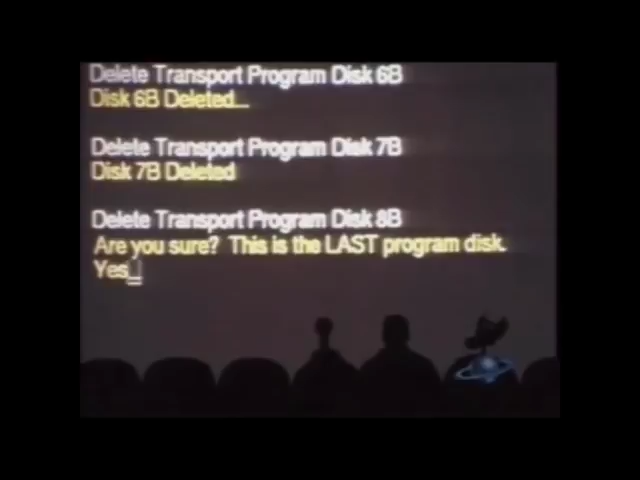 Delete Transport Program Disk 6B
Disk 6B Deleted...
Delete Transport Program Disk 7B
Disk 7B Deleted
Delete Transport Program Disk 8B
Are you sure? This is the LAST program disk.
Yes_